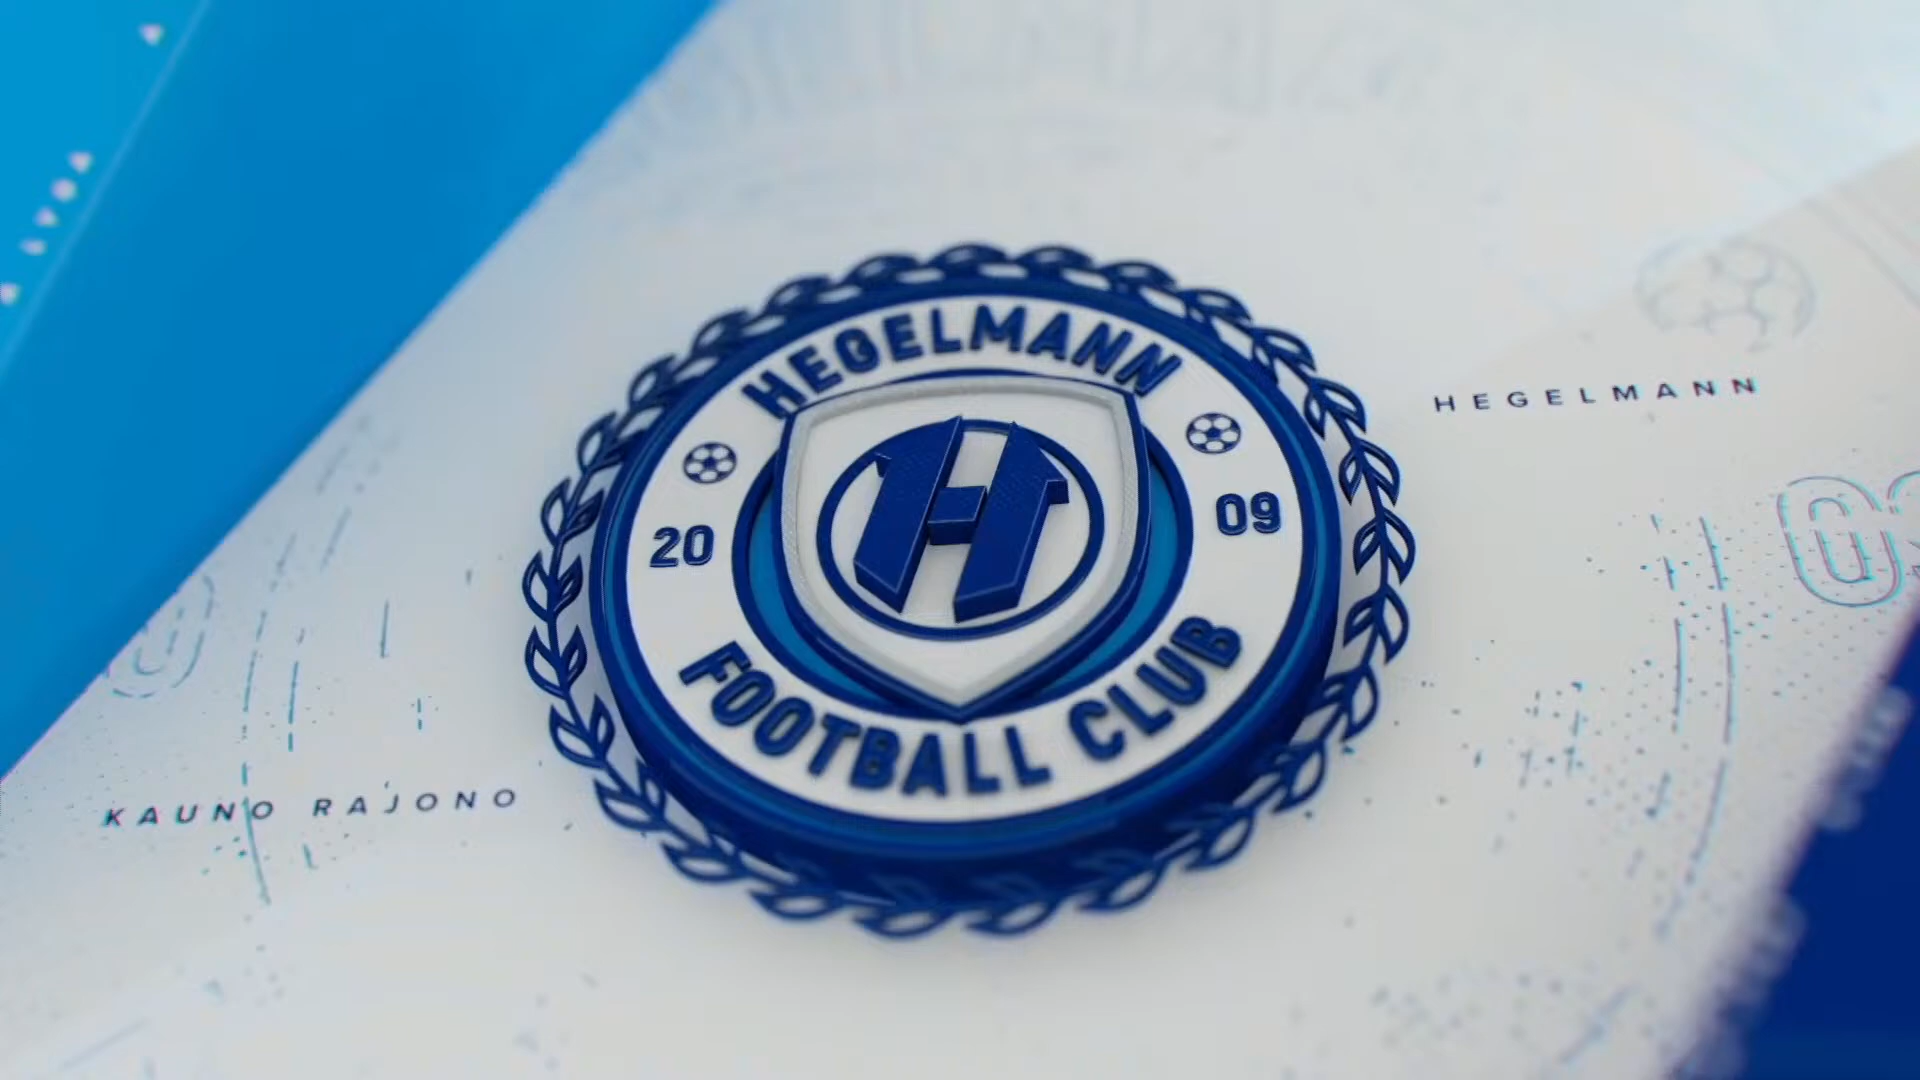 HEGELMANN
20 09
FOOTBALL CLUB
HEGELMANN
KAUNO RAJONO